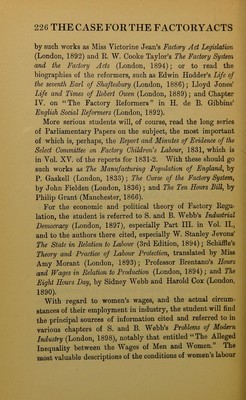 226 THE CASE FOR THE FACTORY ACTS
by such works as Miss Victorine Jean's Factory Act Legislation
(London, 1892) and R. W. Cooke Taylor's The Factory System
and the Factory Acts (London, 1894); or to read the
biographies of the reformers, such as Edwin Hodder's Life of
the seventh Earl of Shaftesbury (London, 1886); Lloyd Jones'
Life and Times of Robert Owen (London, 1889); and Chapter
IV. on "The Factory Reformers" in H. de B. Gibbins'
English Social Reformers (London, 1892).
More serious students will, of course, read the long series
of Parliamentary Papers on the subject, the most important
of which is, perhaps, the Report and Minutes of Evidence of the
Select Committee on Factory Children's Labour, 1831, which is
in Vol. XV. of the reports for 1831-2. With these should go
such works as The Manufacturing Population of England, by
P. Gaskell (London, 1833); The Curse of the Factory System,
by John Fielden (London, 1836); and The Ten Hours Bill, by
Philip Grant (Manchester, 1866).
For the economic and political theory of Factory Regu-
lation, the student is referred to S. and B. Webb's Industrial
Democracy (London, 1897), especially Part III. in Vol. II.,
and to the authors there cited, especially W. Stanley Jevons'
The State in Relation to Labour (3rd Edition, 1894); Schäffle's
Theory and Practice of Labour Protection, translated by Miss
Amy Morant (London, 1893); Professor Brentano's Hours
and Wages in Relation to Production (London, 1894); and The
Eight Hours Day, by Sidney Webb and Harold Cox (London,
1890).
With regard to women's wages, and the actual circum-
stances of their employment in industry, the student will find
the principal sources of information cited and referred to in
various chapters of S. and B. Webb's Problems of Modern
Industry (London, 1898), notably that entitled "The Alleged
Inequality between the Wages of Men and Women." The
most valuable descriptions of the conditions of women's labour